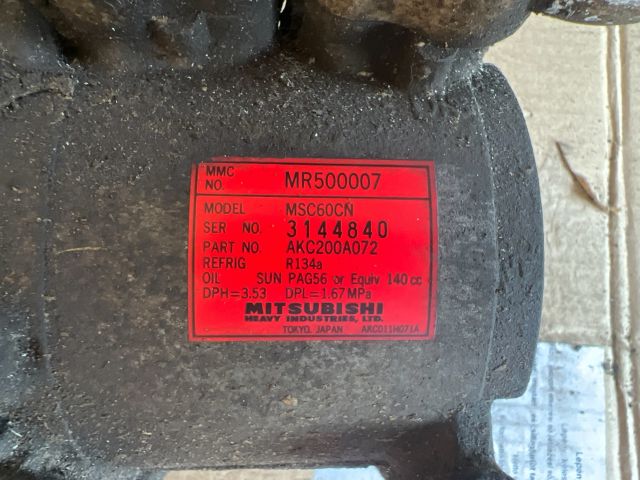 MMC
NO. MR500007
MODEL MSC60CN
SER NO. 3144840
PART NO. AKC200A072
REFRIG R134a
OIL SUN PAG56 or Equiv. 140 cc
DPH=3.53 DPL=1.67 MPa
MITSUBISHI
HEAVY INDUSTRIES, LTD.
TOKYO, JAPAN AKC011H071A